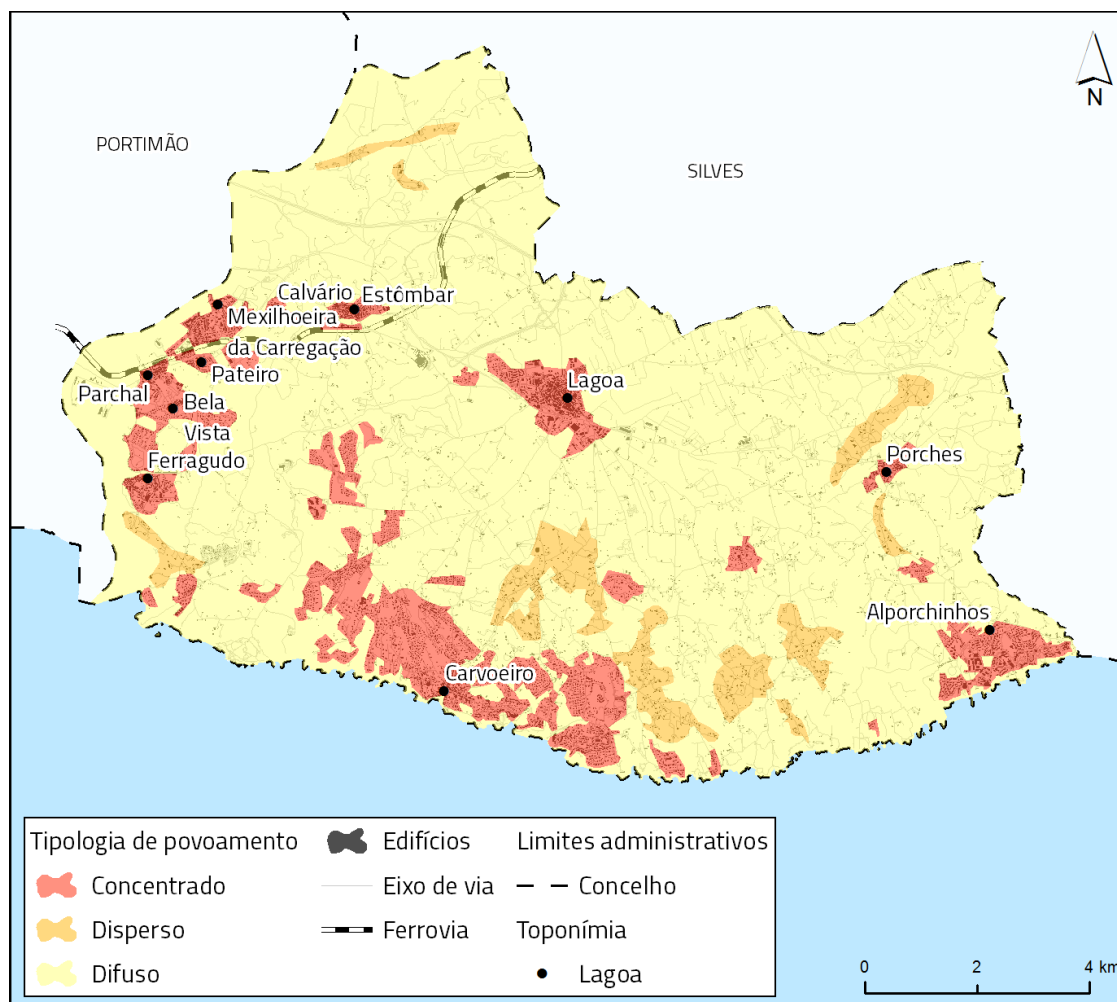 PORTIMÃO
SILVES
N
Calvário
Estômbar
Mexilhoeira
da Carregação
Pateiro
Parchal
Bela
Vista
Lagoa
Ferragudo
Porches
Alporchinhos
Carvoeiro
Tipologia de povoamento
Concentrado
Disperso
Difuso
Edifícios
Eixo de via
Ferrovia
Limites administrativos
Concelho
Toponímia
Lagoa
0 2 4 km